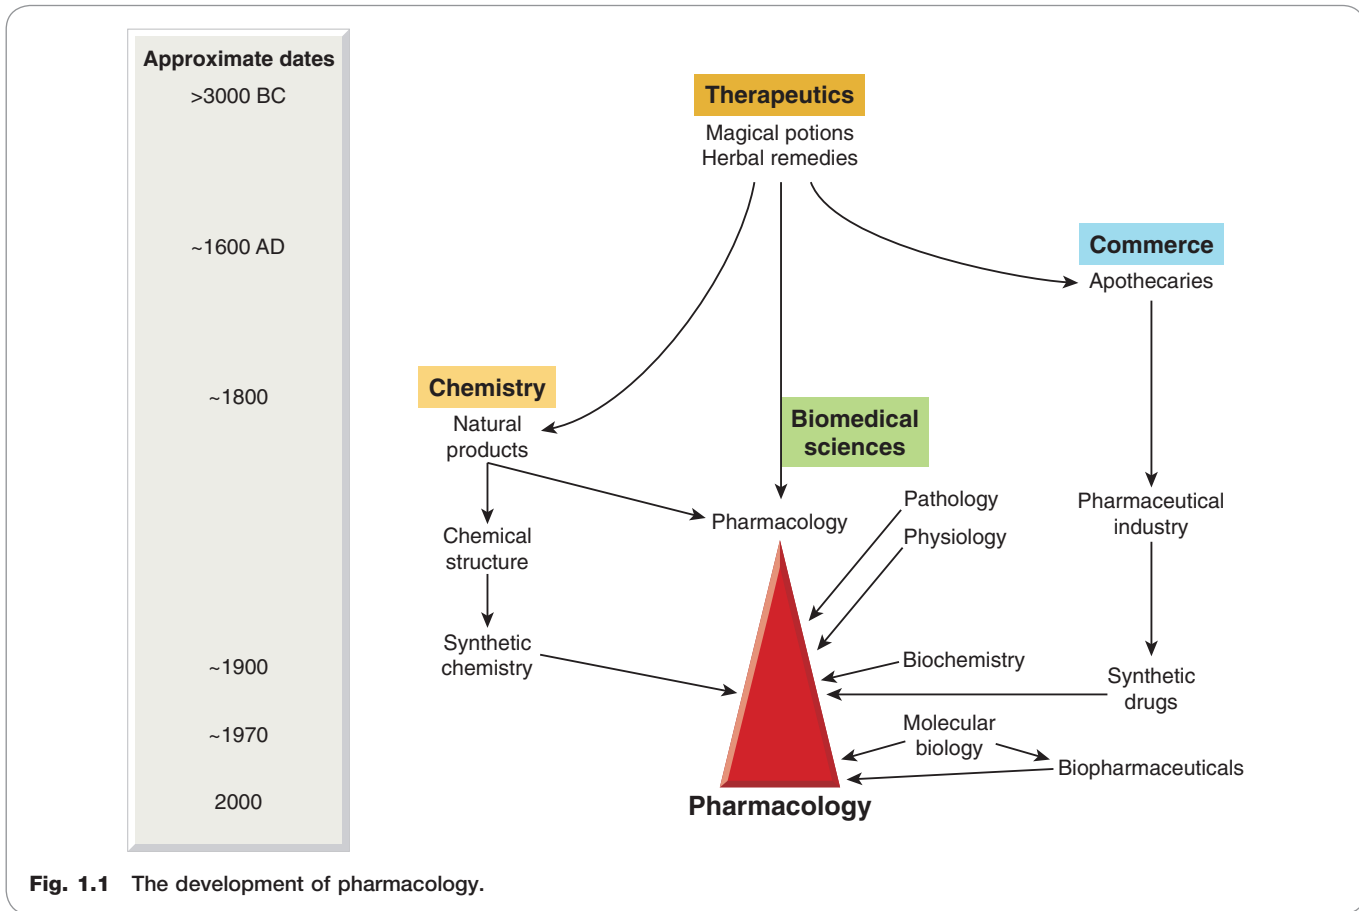 Approximate dates
>3000 BC
~1600 AD
~1800
~1900
~1970
2000
Therapeutics
Magical potions
Herbal remedies
Commerce
Apothecaries
Chemistry
Natural
products
Biomedical
sciences
Pharmacology
Pathology
Physiology
Pharmaceutical
industry
Chemical
structure
Synthetic
chemistry
Biochemistry
Synthetic
drugs
Molecular
biology
Biopharmaceuticals
Pharmacology
Fig. 1.1 The development of pharmacology.